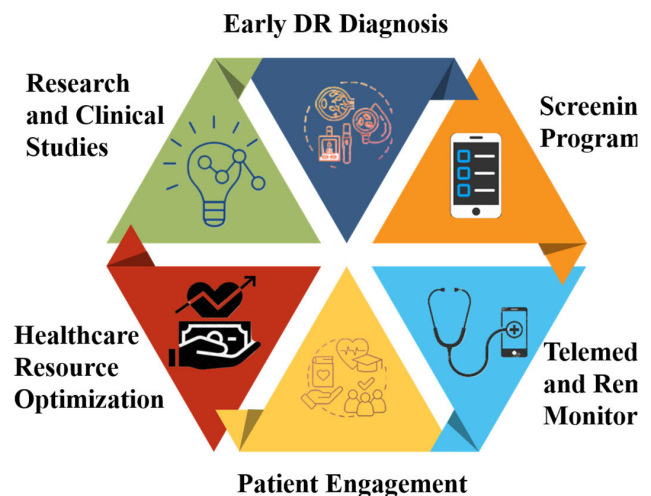 Early DR Diagnosis
Research
and Clinical
Studies
Screenin
Program
Healthcare
Resource
Optimization
Telemed
and Ren
Monitor
Patient Engagement